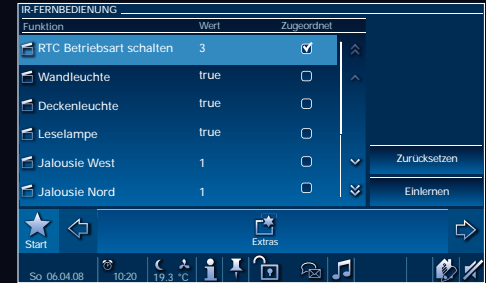 IR-FERNBEDIENUNG
Funktion Wert Zugeordnet
RTC Betriebsart schalten 3
Wandleuchte true
Deckenleuchte true
Leselampe true
Jalousie West 1
Zurücksetzen
Jalousie Nord 1
Einlernen
Start
Extras
So 06.04.08 10:20 19.3 °C